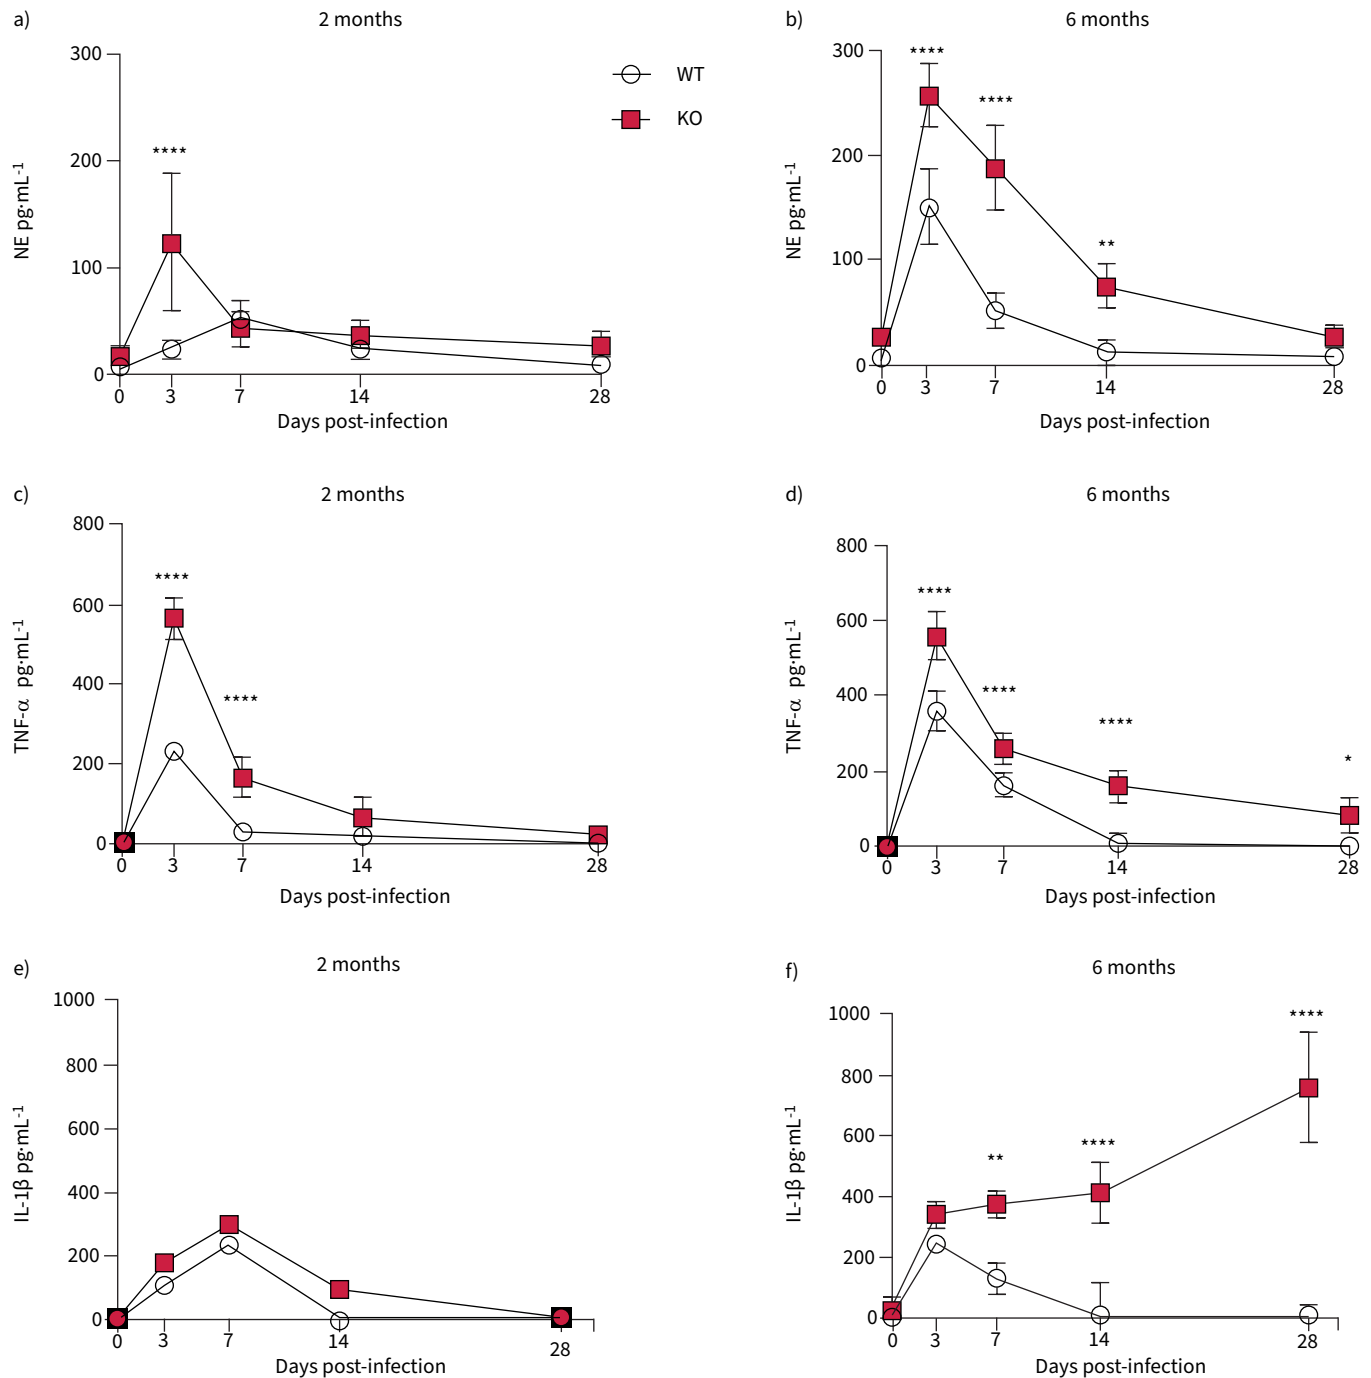 a)
2 months
300
200
100
0
NE pg·mL-1
****
WT
KO
0 3 7 14 28
Days post-infection
b)
6 months
300
200
100
0
NE pg·mL-1
****
****
**
0 3 7 14 28
Days post-infection
c)
2 months
800
600
400
200
0
TNF-α pg·mL-1
****
****
0 3 7 14 28
Days post-infection
d)
6 months
800
600
400
200
0
TNF-α pg·mL-1
****
****
****
*
0 3 7 14 28
Days post-infection
e)
2 months
1000
800
600
400
200
0
IL-1β pg·mL-1
0 3 7 14 28
Days post-infection
f)
6 months
1000
800
600
400
200
0
IL-1β pg·mL-1
**
****
****
0 3 7 14 28
Days post-infection